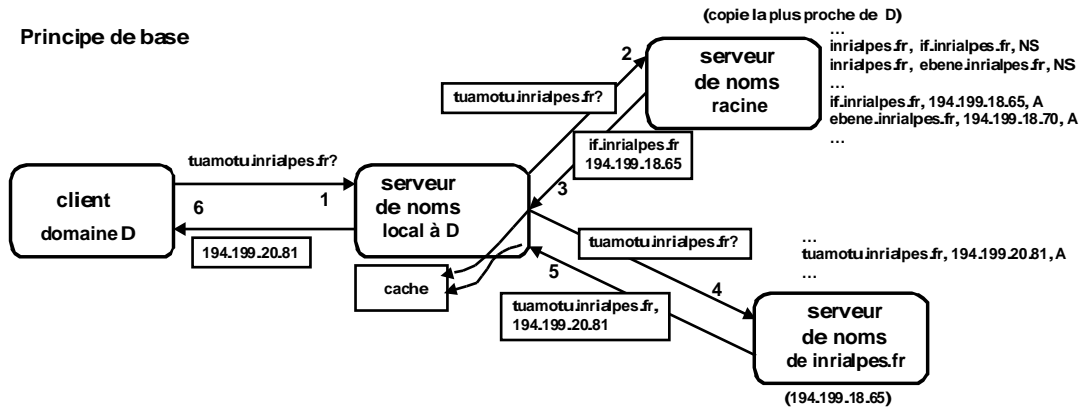 Principe de base
(copie la plus proche de D)
...
inrialpes.fr, if.inrialpes.fr, NS
inrialpes.fr, ebene.inrialpes.fr, NS
...
if.inrialpes.fr, 194.199.18.65, A
ebene.inrialpes.fr, 194.199.18.70, A
...
2
serveur
de noms
racine
tuamotu.inrialpes.fr?
if.inrialpes.fr
194.199.18.65
3
tuamotu.inrialpes.fr?
1
client
domaine D
6
194.199.20.81
serveur
de noms
local à D
cache
tuamotu.inrialpes.fr?
4
5
tuamotu.inrialpes.fr,
194.199.20.81
...
tuamotu.inrialpes.fr, 194.199.20.81, A
...
serveur
de noms
de inrialpes.fr
(194.199.18.65)